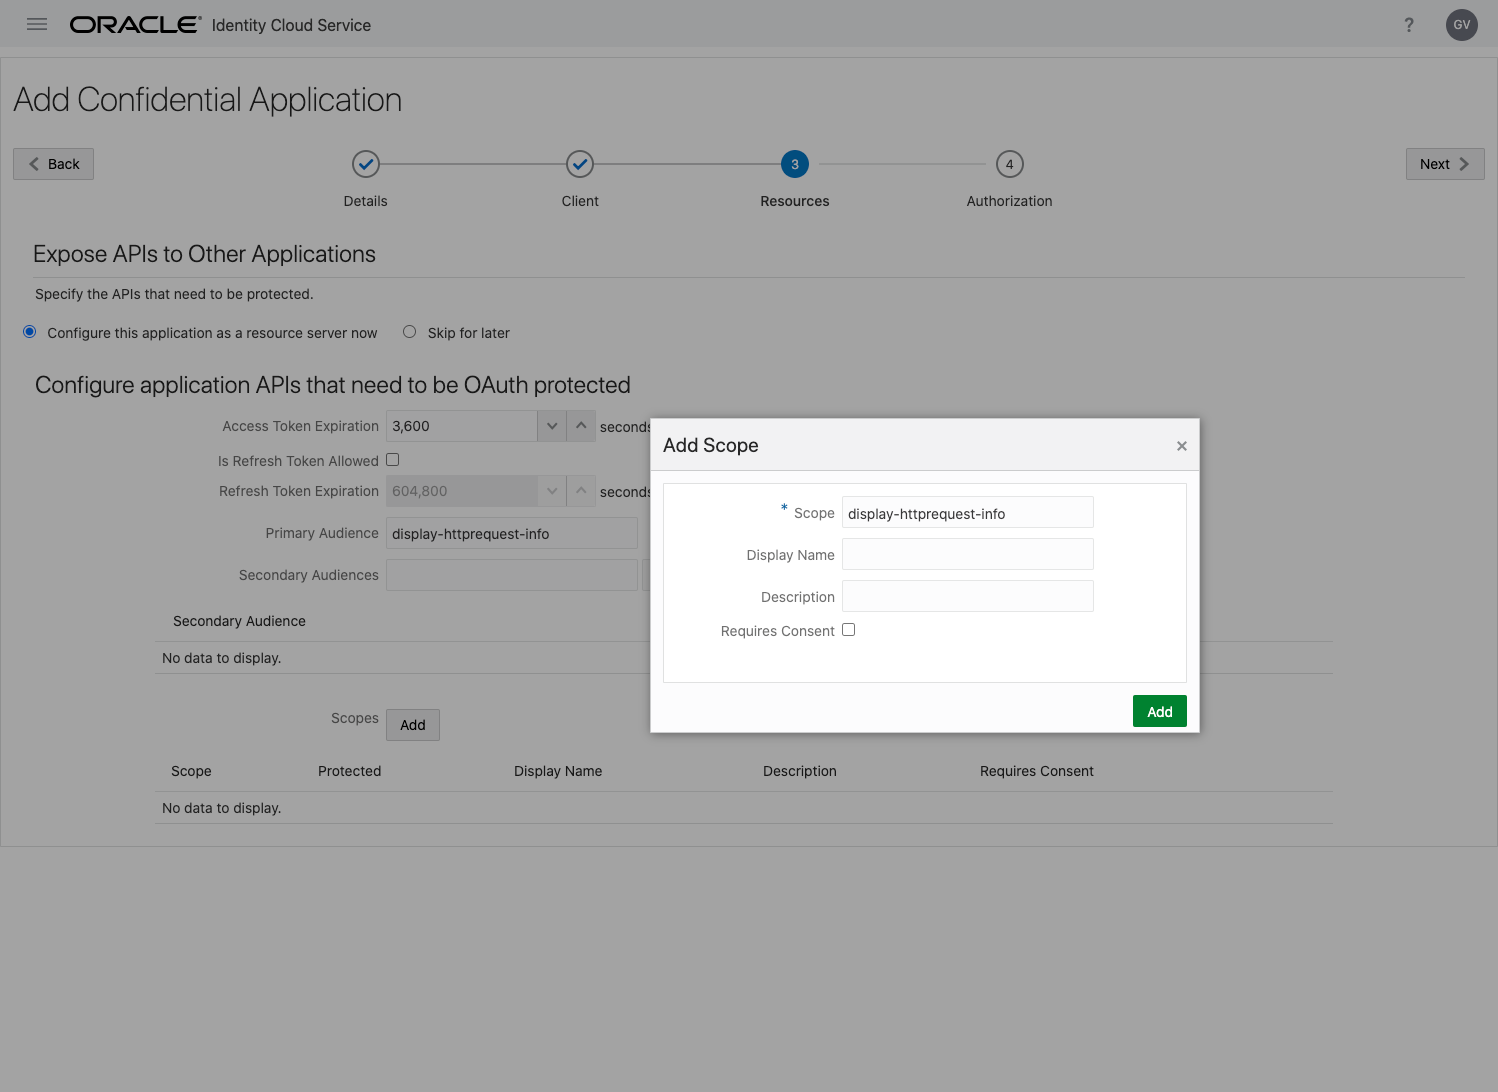 ORACLE® Identity Cloud Service ? GV
Add Confidential Application
Back 3 4 Next
Details Client Resources Authorization
Expose APIs to Other Applications
Specify the APIs that need to be protected.
Configure this application as a resource server now Skip for later
Configure application APIs that need to be OAuth protected
Access Token Expiration 3,600 seconds
Is Refresh Token Allowed
Refresh Token Expiration 604,800 seconds
Primary Audience display-httprequest-info
Secondary Audiences
Secondary Audience
No data to display.
Scopes Add
Scope Protected Display Name Description Requires Consent
No data to display.
Add Scope ×
* Scope display-httprequest-info
Display Name
Description
Requires Consent
Add